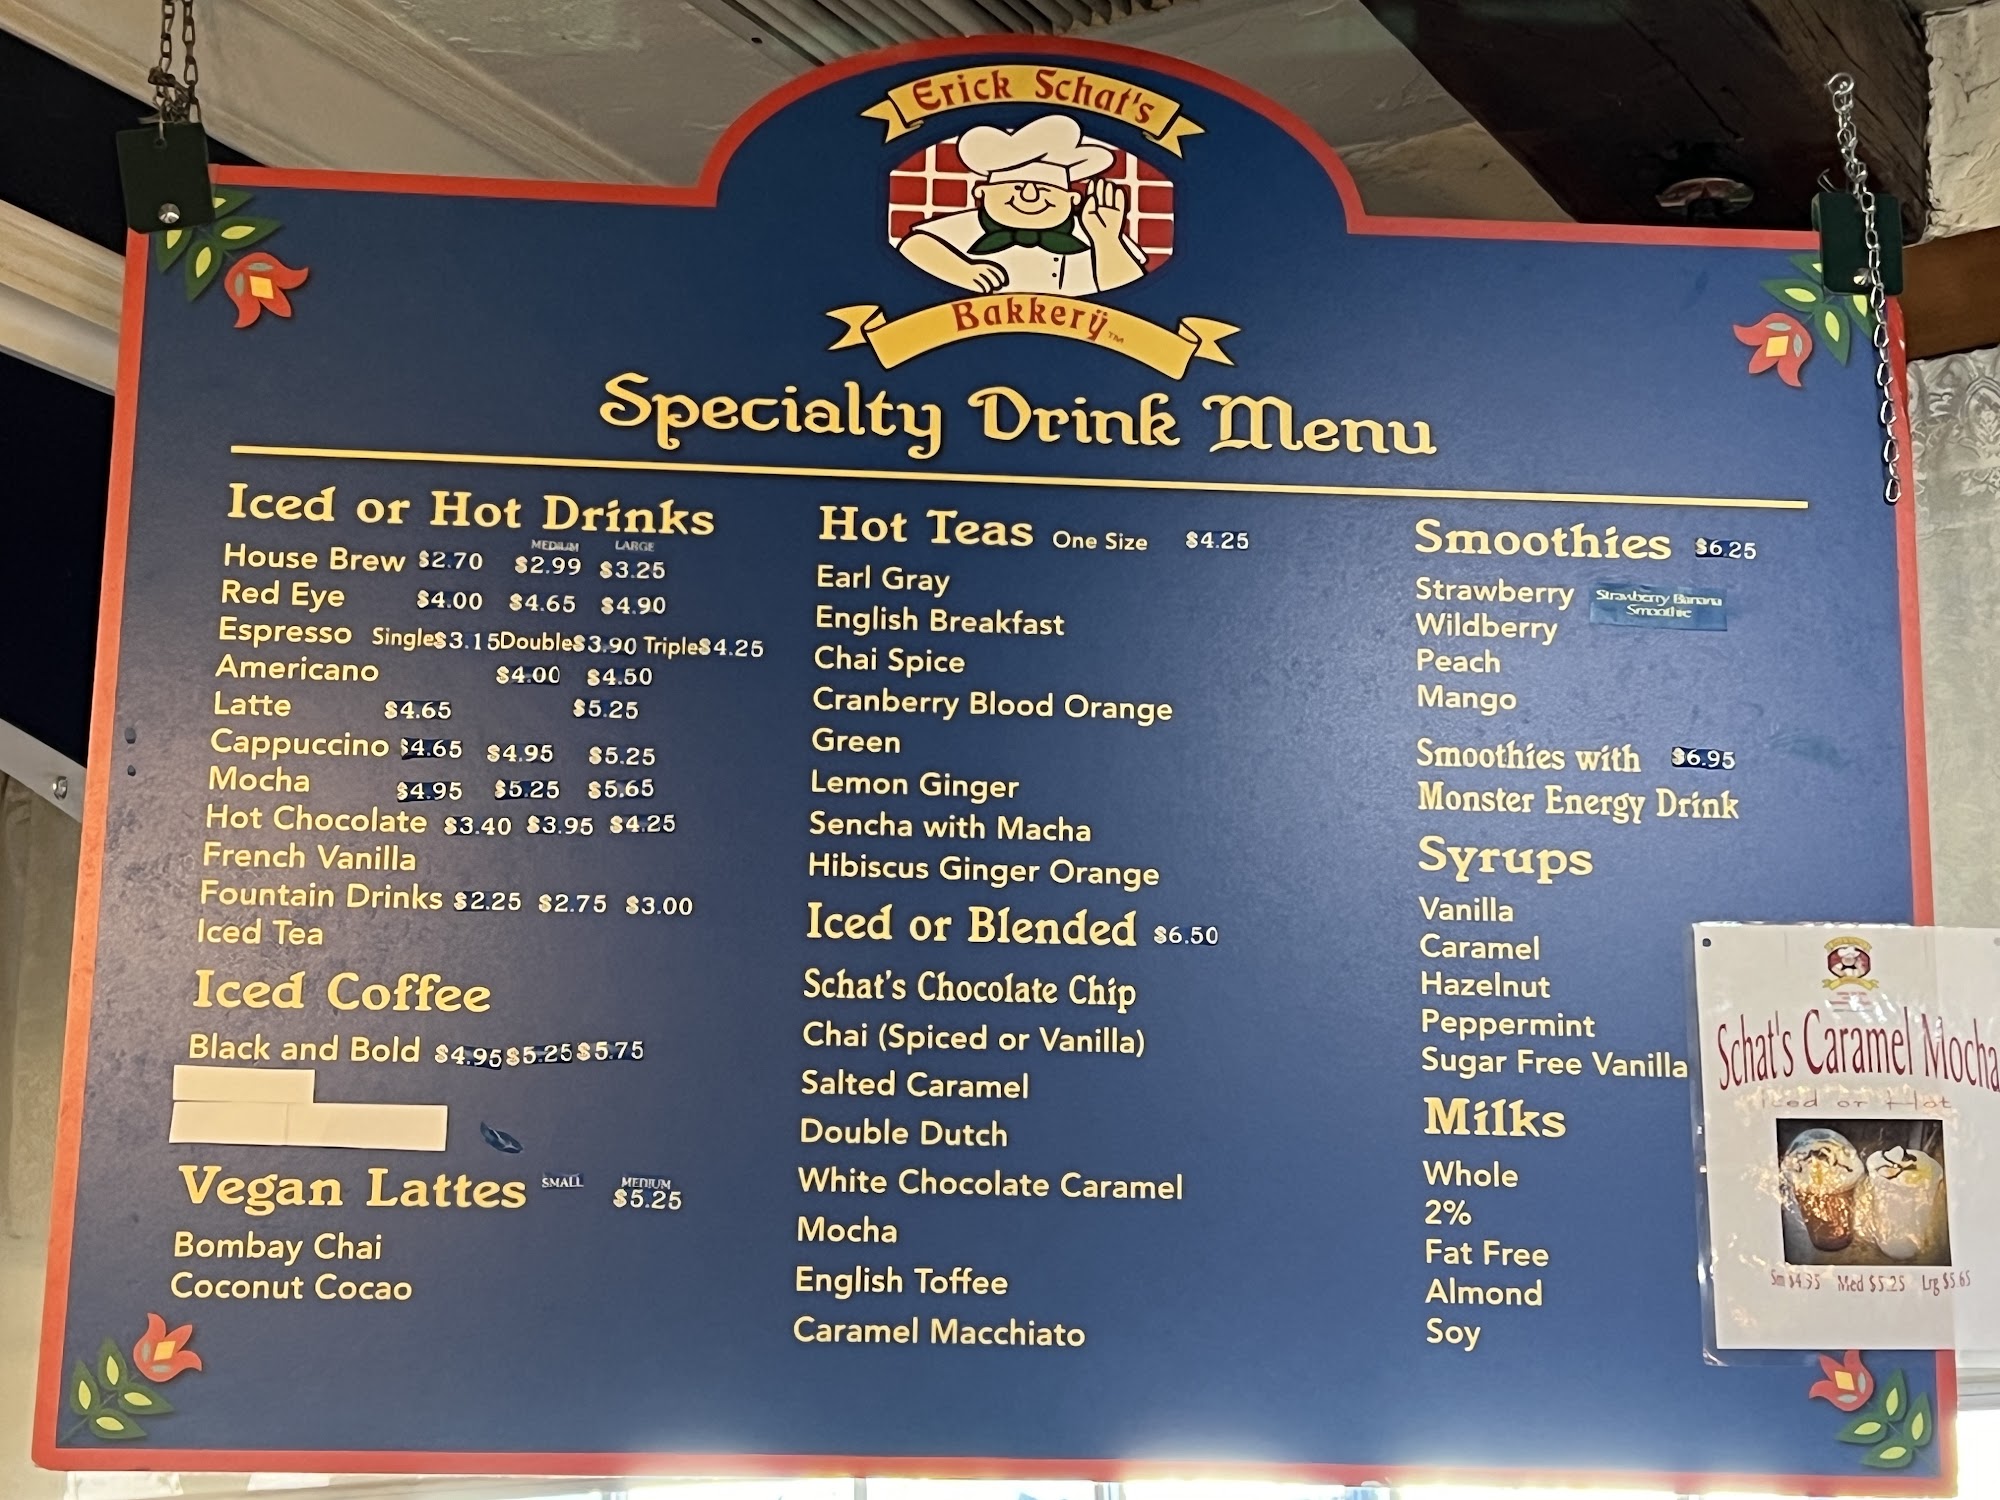 Erick Schat's
Bakkerÿ™
Specialty Drink Menu
Iced or Hot Drinks
MEDIUM LARGE
House Brew $2.70 $2.99 $3.25
Red Eye $4.00 $4.65 $4.90
Espresso Single$3.15Double$3.90 Triple$4.25
Americano $4.00 $4.50
Latte $4.65 $5.25
Cappuccino $4.65 $4.95 $5.25
Mocha $4.95 $5.25 $5.65
Hot Chocolate $3.40 $3.95 $4.25
French Vanilla
Fountain Drinks $2.25 $2.75 $3.00
Iced Tea
Iced Coffee
Black and Bold $4.95$5.25$5.75
Vegan Lattes SMALL MEDIUM
$5.25
Bombay Chai
Coconut Cocao
Hot Teas One Size $4.25
Earl Gray
English Breakfast
Chai Spice
Cranberry Blood Orange
Green
Lemon Ginger
Sencha with Macha
Hibiscus Ginger Orange
Iced or Blended $6.50
Schat's Chocolate Chip
Chai (Spiced or Vanilla)
Salted Caramel
Double Dutch
White Chocolate Caramel
Mocha
English Toffee
Caramel Macchiato
Smoothies $6.25
Strawberry
Strawberry Banana
Smoothie
Wildberry
Peach
Mango
Smoothies with $6.95
Monster Energy Drink
Syrups
Vanilla
Caramel
Hazelnut
Peppermint
Sugar Free Vanilla
Milks
Whole
2%
Fat Free
Almond
Soy
Schat's Caramel Mocha
Iced or Hot
Sm $4.95 Med $5.25 Lrg $5.65